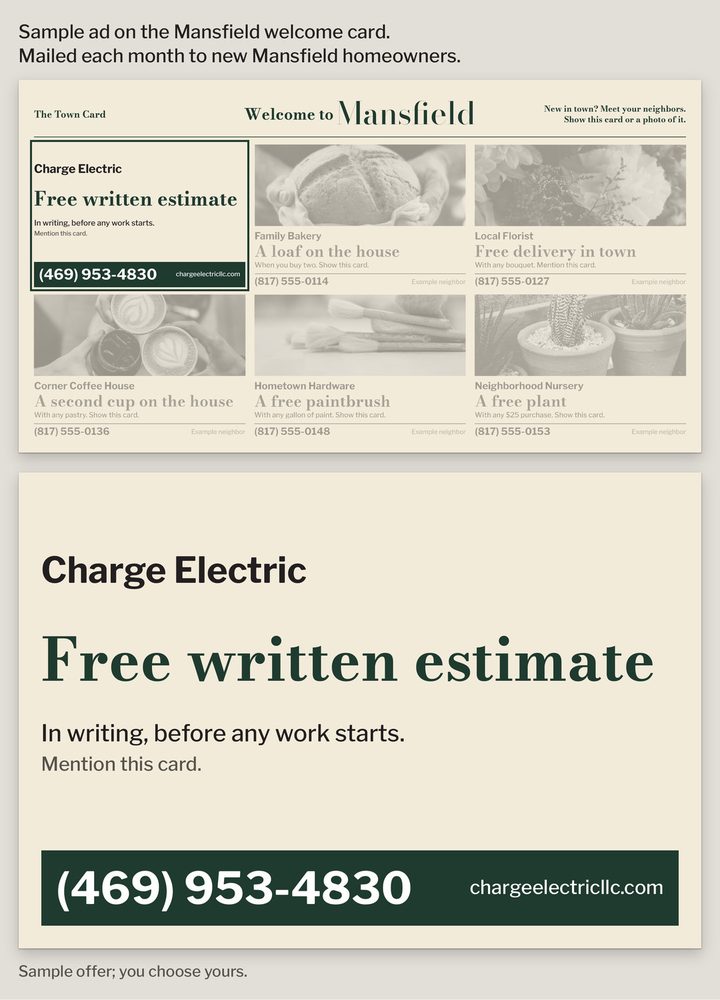 Sample ad on the Mansfield welcome card.
Mailed each month to new Mansfield homeowners.
The Town Card
Welcome to Mansfield
New in town? Meet your neighbors.
Show this card or a photo of it.
Charge Electric
Free written estimate
In writing, before any work starts.
Mention this card.
(469) 953-4830 chargeelectricllc.com
Family Bakery
A loaf on the house
When you buy two. Show this card.
(817) 555-0114 Example neighbor
Local Florist
Free delivery in town
With any bouquet. Mention this card.
(817) 555-0127 Example neighbor
Corner Coffee House
A second cup on the house
With any pastry. Show this card.
(817) 555-0136 Example neighbor
Hometown Hardware
A free paintbrush
With any gallon of paint. Show this card.
(817) 555-0148 Example neighbor
Neighborhood Nursery
A free plant
With any $25 purchase. Show this card.
(817) 555-0153 Example neighbor
Charge Electric
Free written estimate
In writing, before any work starts.
Mention this card.
(469) 953-4830 chargeelectricllc.com
Sample offer; you choose yours.